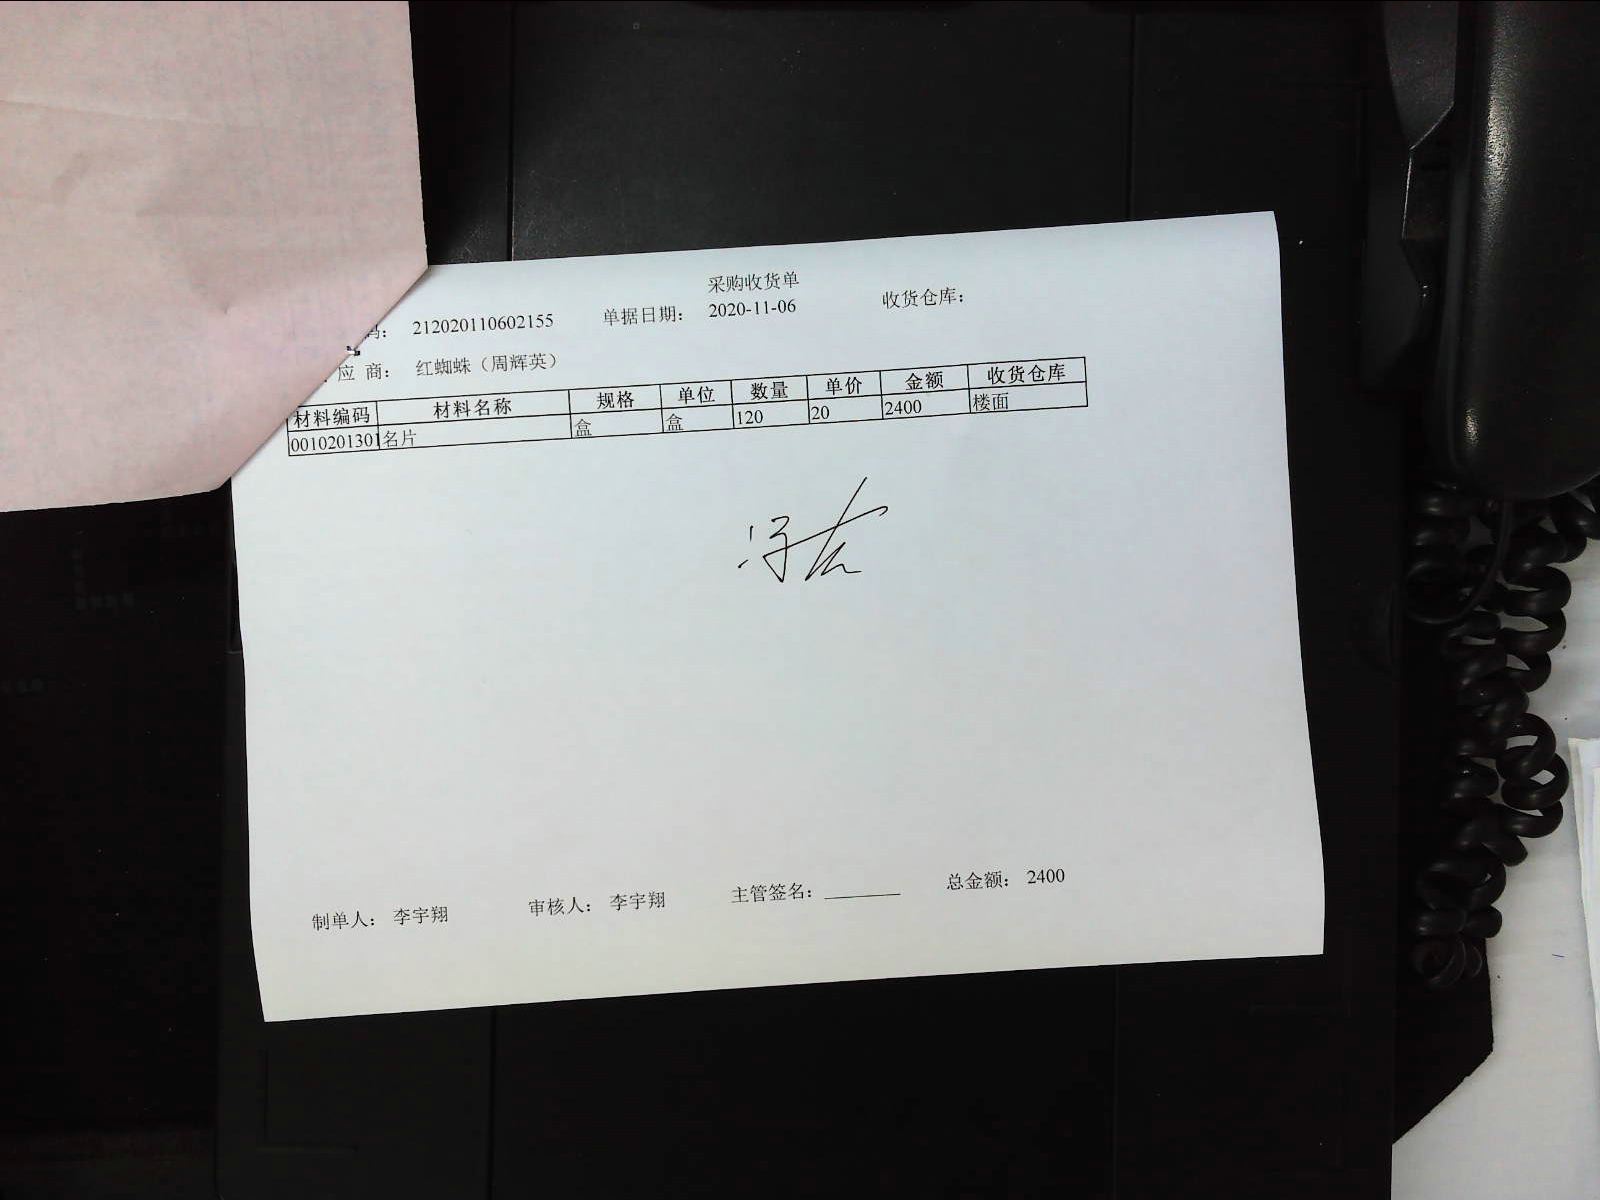 采购收货单
码： 212020110602155 单据日期： 2020-11-06 收货仓库：
应 商： 红蜘蛛（周辉英）
材料编码 材料名称 规格 单位 数量 单价 金额 收货仓库
0010201301 名片 盒 盒 120 20 2400 楼面
制单人： 李宇翔 审核人： 李宇翔 主管签名： 总金额： 2400